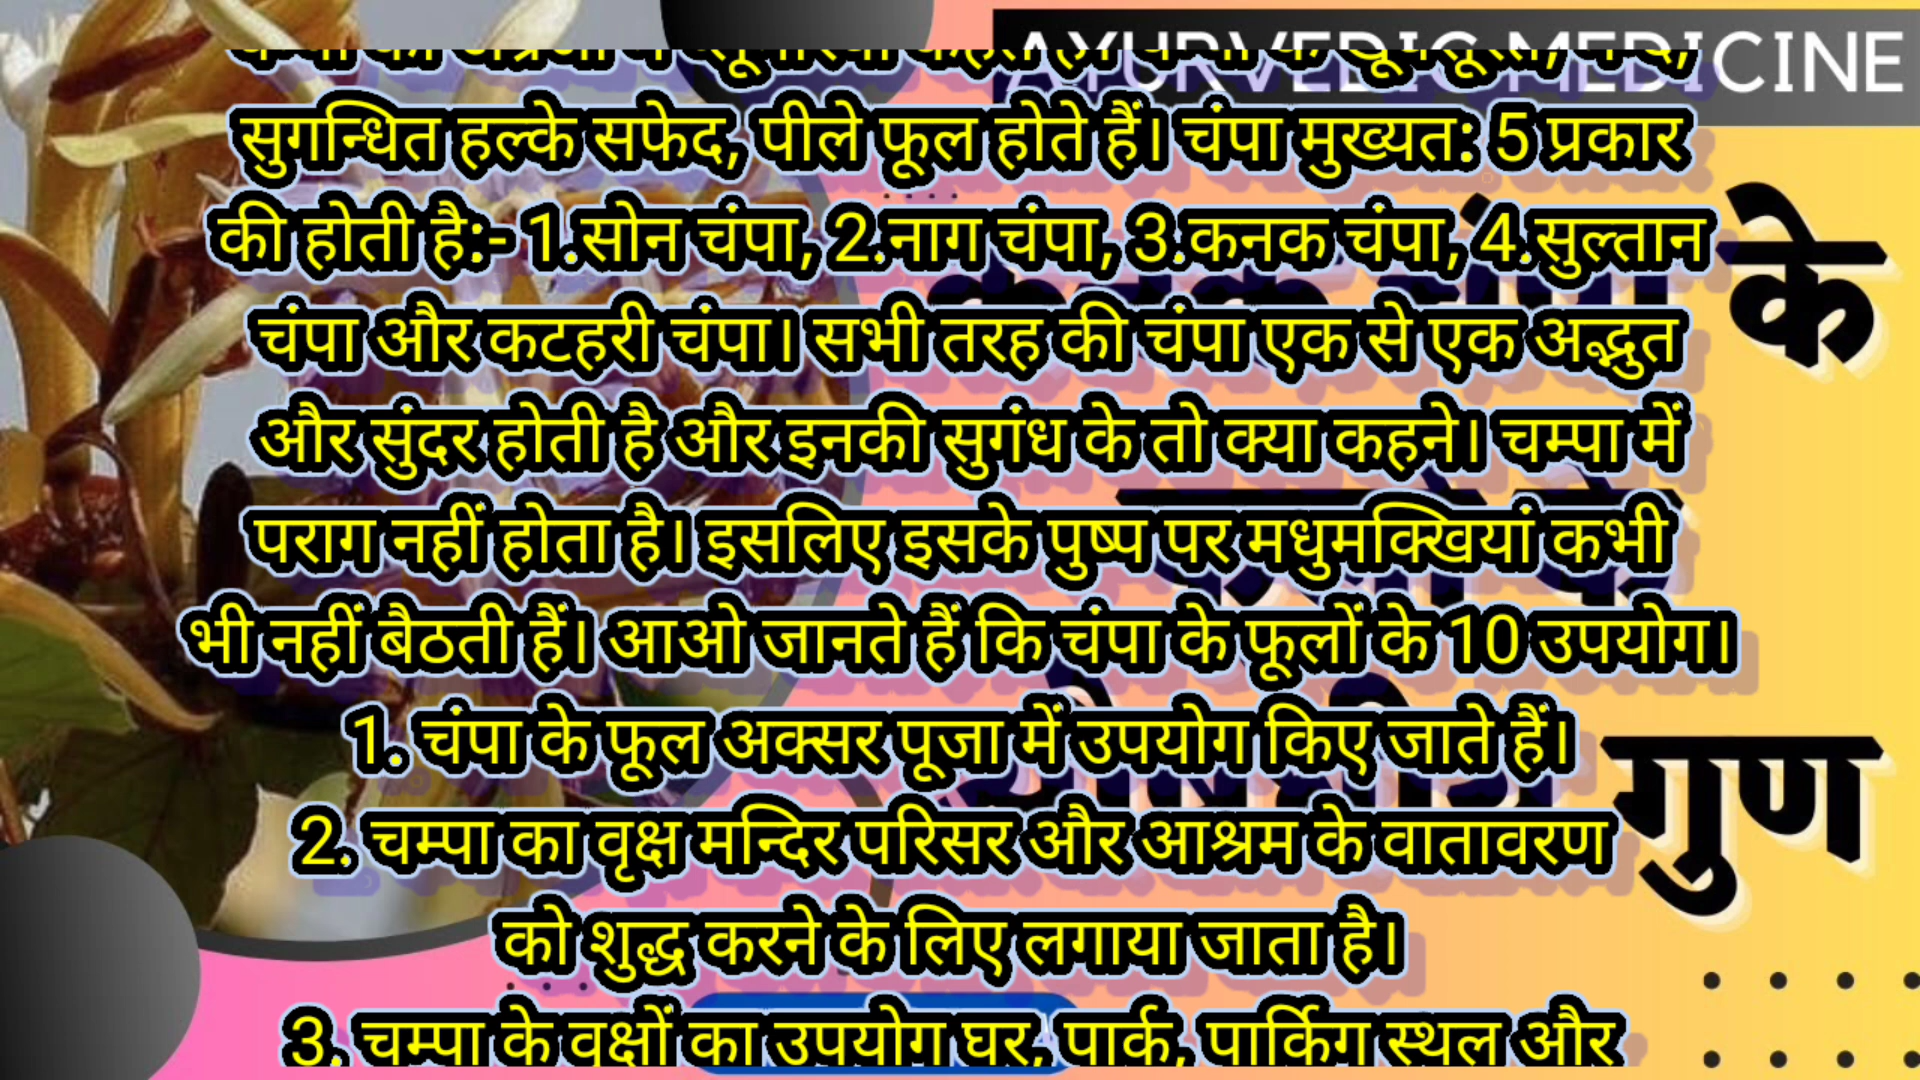 AYURVEDIC MEDICINE
सुगन्धित हल्के सफेद, पीले फूल होते हैं। चंपा मुख्यत: 5 प्रकार
की होती है:- 1.सोन चंपा, 2.नाग चंपा, 3.कनक चंपा, 4.सुल्तान
चंपा और कटहरी चंपा। सभी तरह की चंपा एक से एक अद्भुत
और सुंदर होती है और इनकी सुगंध के तो क्या कहने। चम्पा में
पराग नहीं होता है। इसलिए इसके पुष्प पर मधुमक्खियां कभी
भी नहीं बैठती हैं। आओ जानते हैं कि चंपा के फूलों के 10 उपयोग।
1. चंपा के फूल अक्सर पूजा में उपयोग किए जाते हैं।
2. चम्पा का वृक्ष मन्दिर परिसर और आश्रम के वातावरण
को शुद्ध करने के लिए लगाया जाता है।
3. चम्पा के वृक्षों का उपयोग घर, पार्क, पार्किग स्थल और
के
गुण